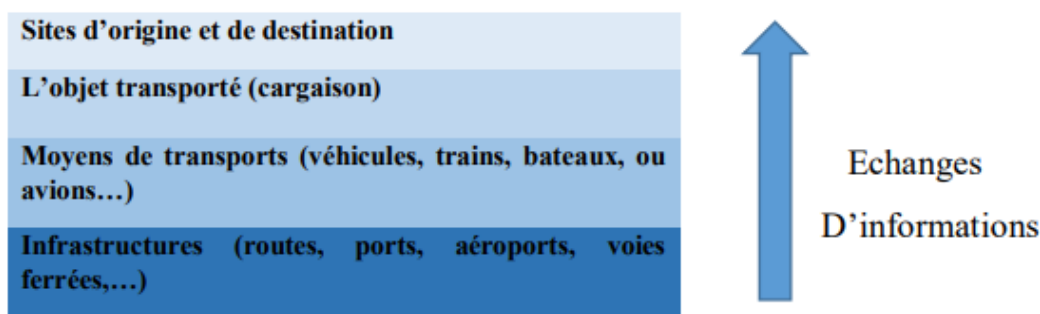 Sites d'origine et de destination
L'objet transporté (cargaison)
Moyens de transports (véhicules, trains, bateaux, ou
avions…)
Infrastructures (routes, ports, aéroports, voies
ferrées,…)
Echanges
D'informations